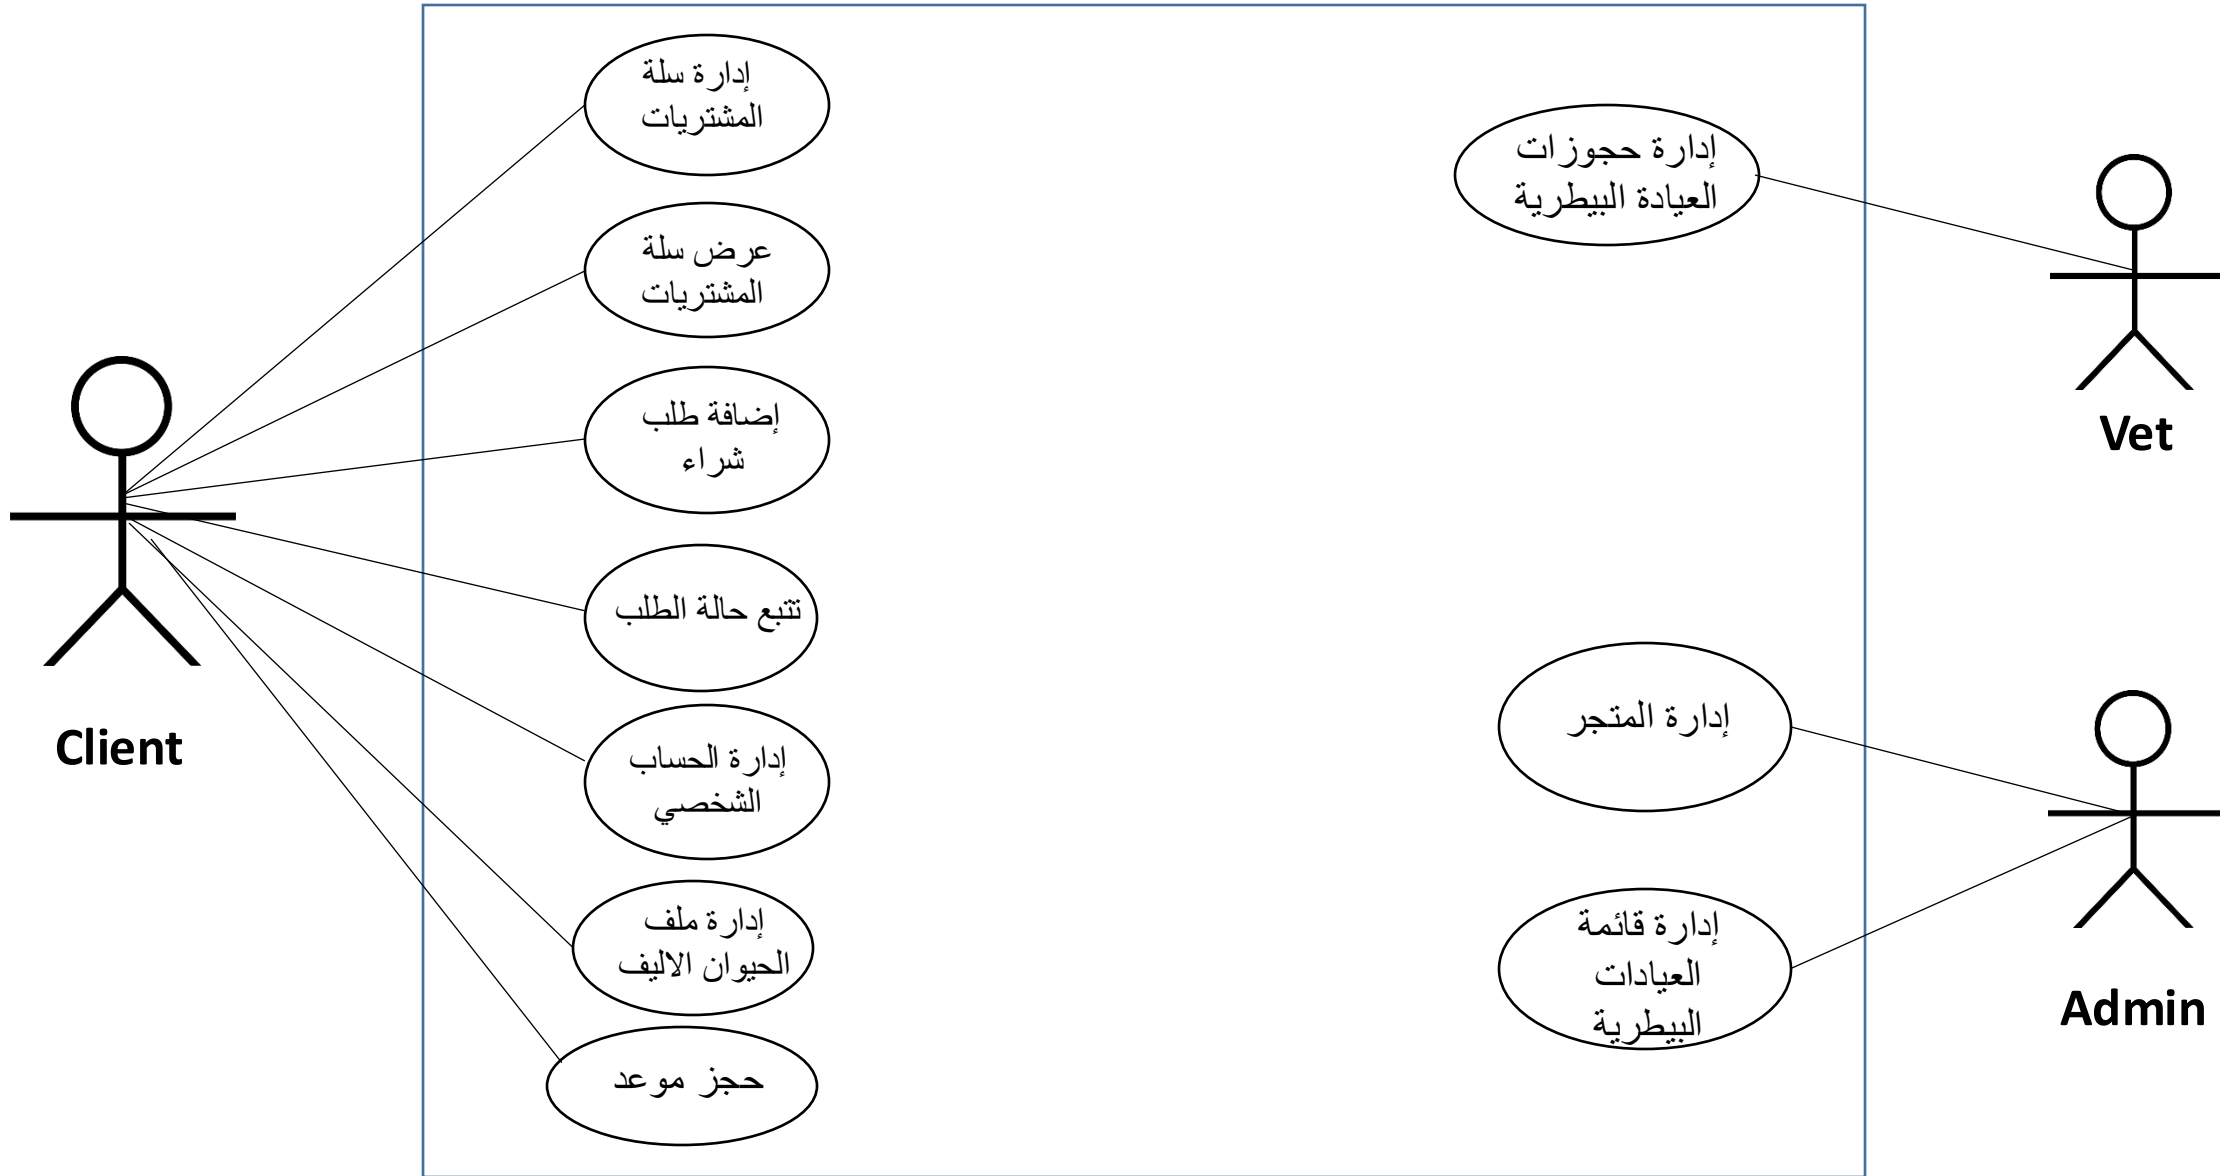 إدارة سلة
المشتريات
عرض سلة
المشتريات
إضافة طلب
شراء
تتبع حالة الطلب
إدارة الحساب
الشخصي
إدارة ملف
الحيوان الاليف
حجز موعد
Client
إدارة حجوزات
العيادة البيطرية
Vet
إدارة المتجر
إدارة قائمة
العيادات
البيطرية
Admin